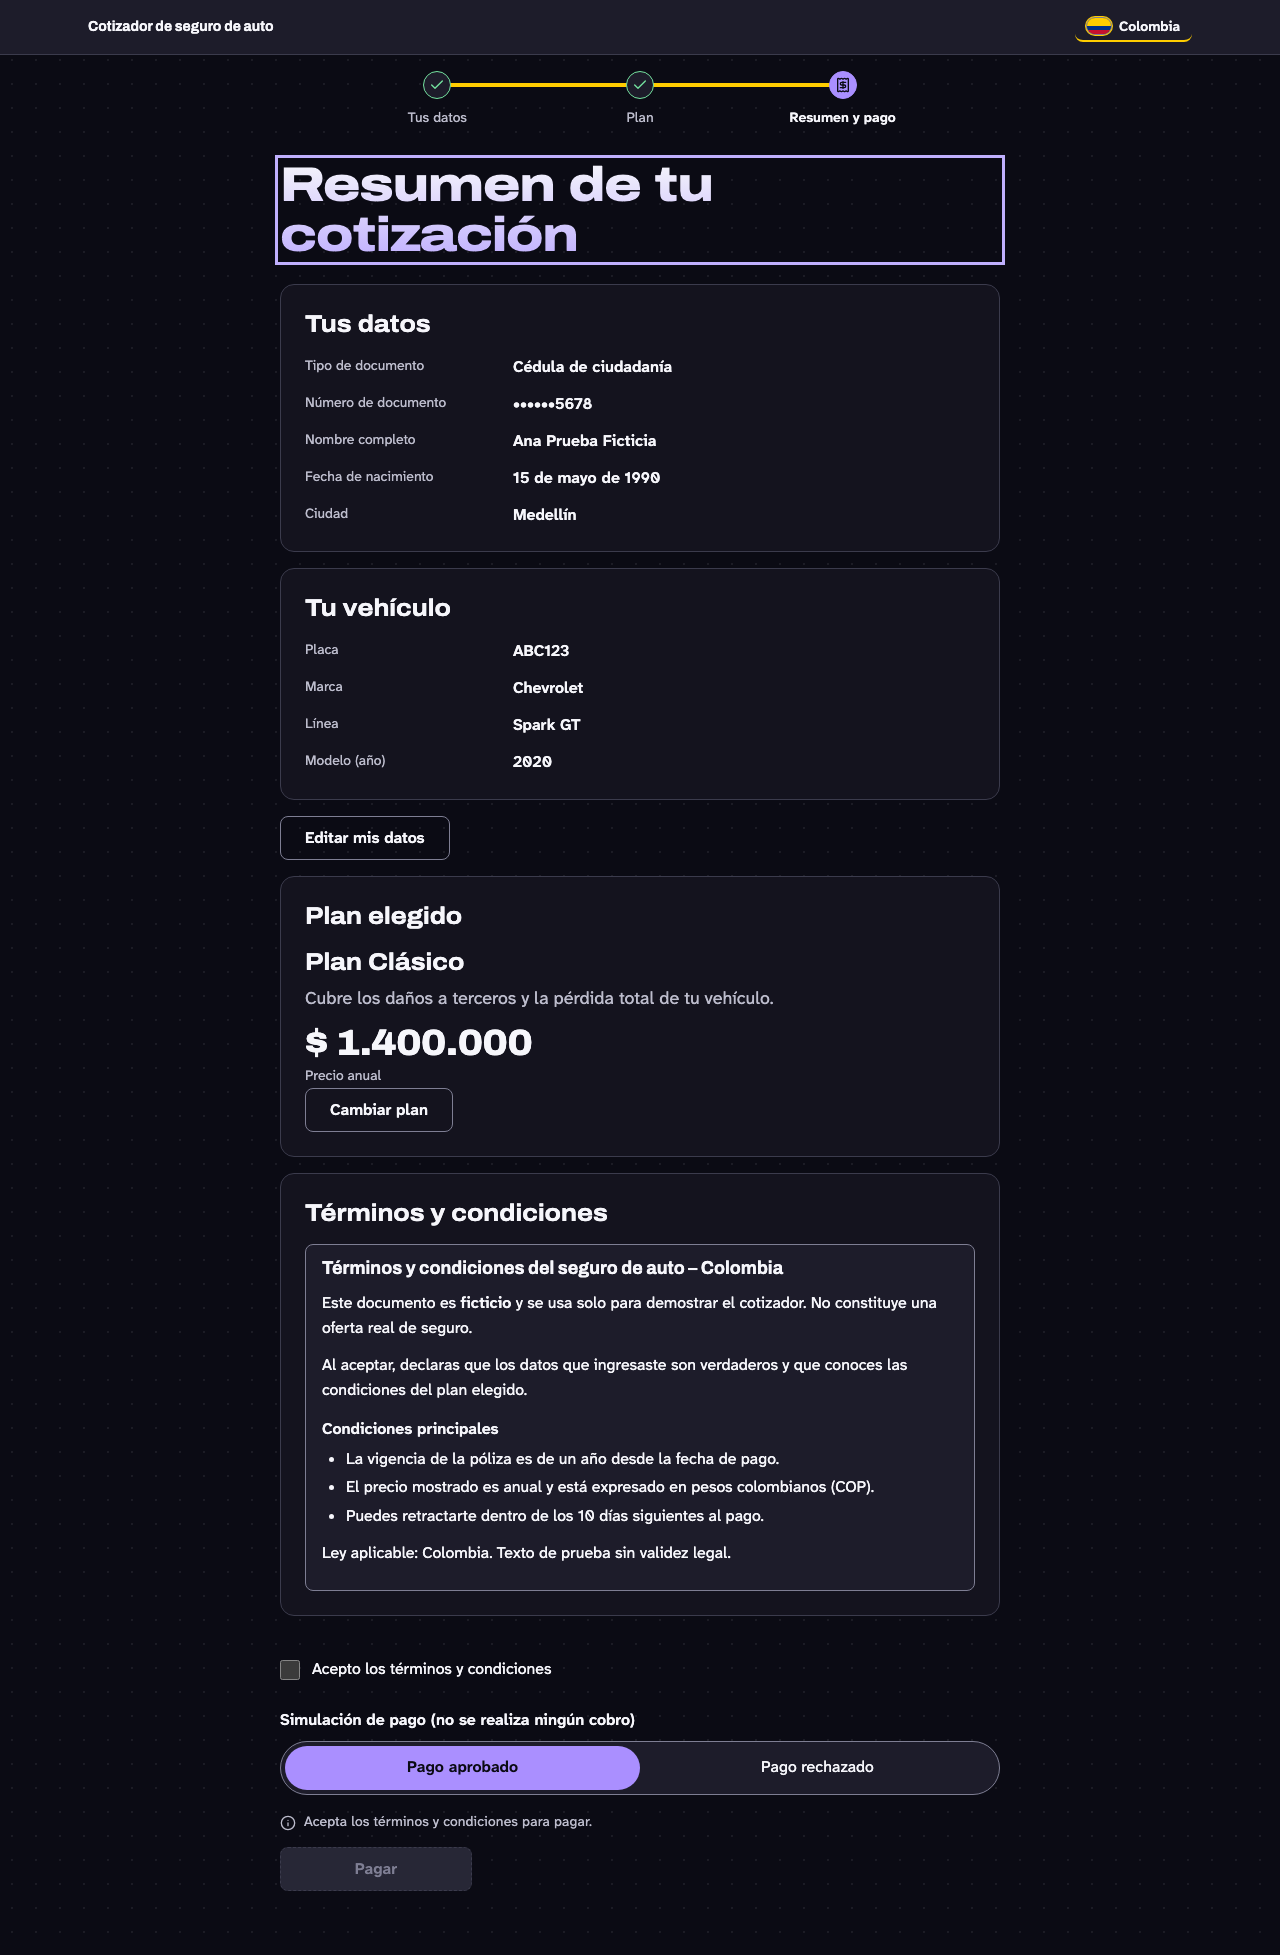 Cotizador de seguro de auto
Colombia
Tus datos
Plan
Resumen y pago
Resumen de tu
cotización
Tus datos
Tipo de documento
Cédula de ciudadanía
Número de documento
••••••5678
Nombre completo
Ana Prueba Ficticia
Fecha de nacimiento
15 de mayo de 1990
Ciudad
Medellín
Tu vehículo
Placa
ABC123
Marca
Chevrolet
Línea
Spark GT
Modelo (año)
2020
Editar mis datos
Plan elegido
Plan Clásico
Cubre los daños a terceros y la pérdida total de tu vehículo.
$ 1.400.000
Precio anual
Cambiar plan
Términos y condiciones
Términos y condiciones del seguro de auto – Colombia
Este documento es ficticio y se usa solo para demostrar el cotizador. No constituye una
oferta real de seguro.
Al aceptar, declaras que los datos que ingresaste son verdaderos y que conoces las
condiciones del plan elegido.
Condiciones principales
• La vigencia de la póliza es de un año desde la fecha de pago.
• El precio mostrado es anual y está expresado en pesos colombianos (COP).
• Puedes retractarte dentro de los 10 días siguientes al pago.
Ley aplicable: Colombia. Texto de prueba sin validez legal.
Acepto los términos y condiciones
Simulación de pago (no se realiza ningún cobro)
Pago aprobado
Pago rechazado
Acepta los términos y condiciones para pagar.
Pagar